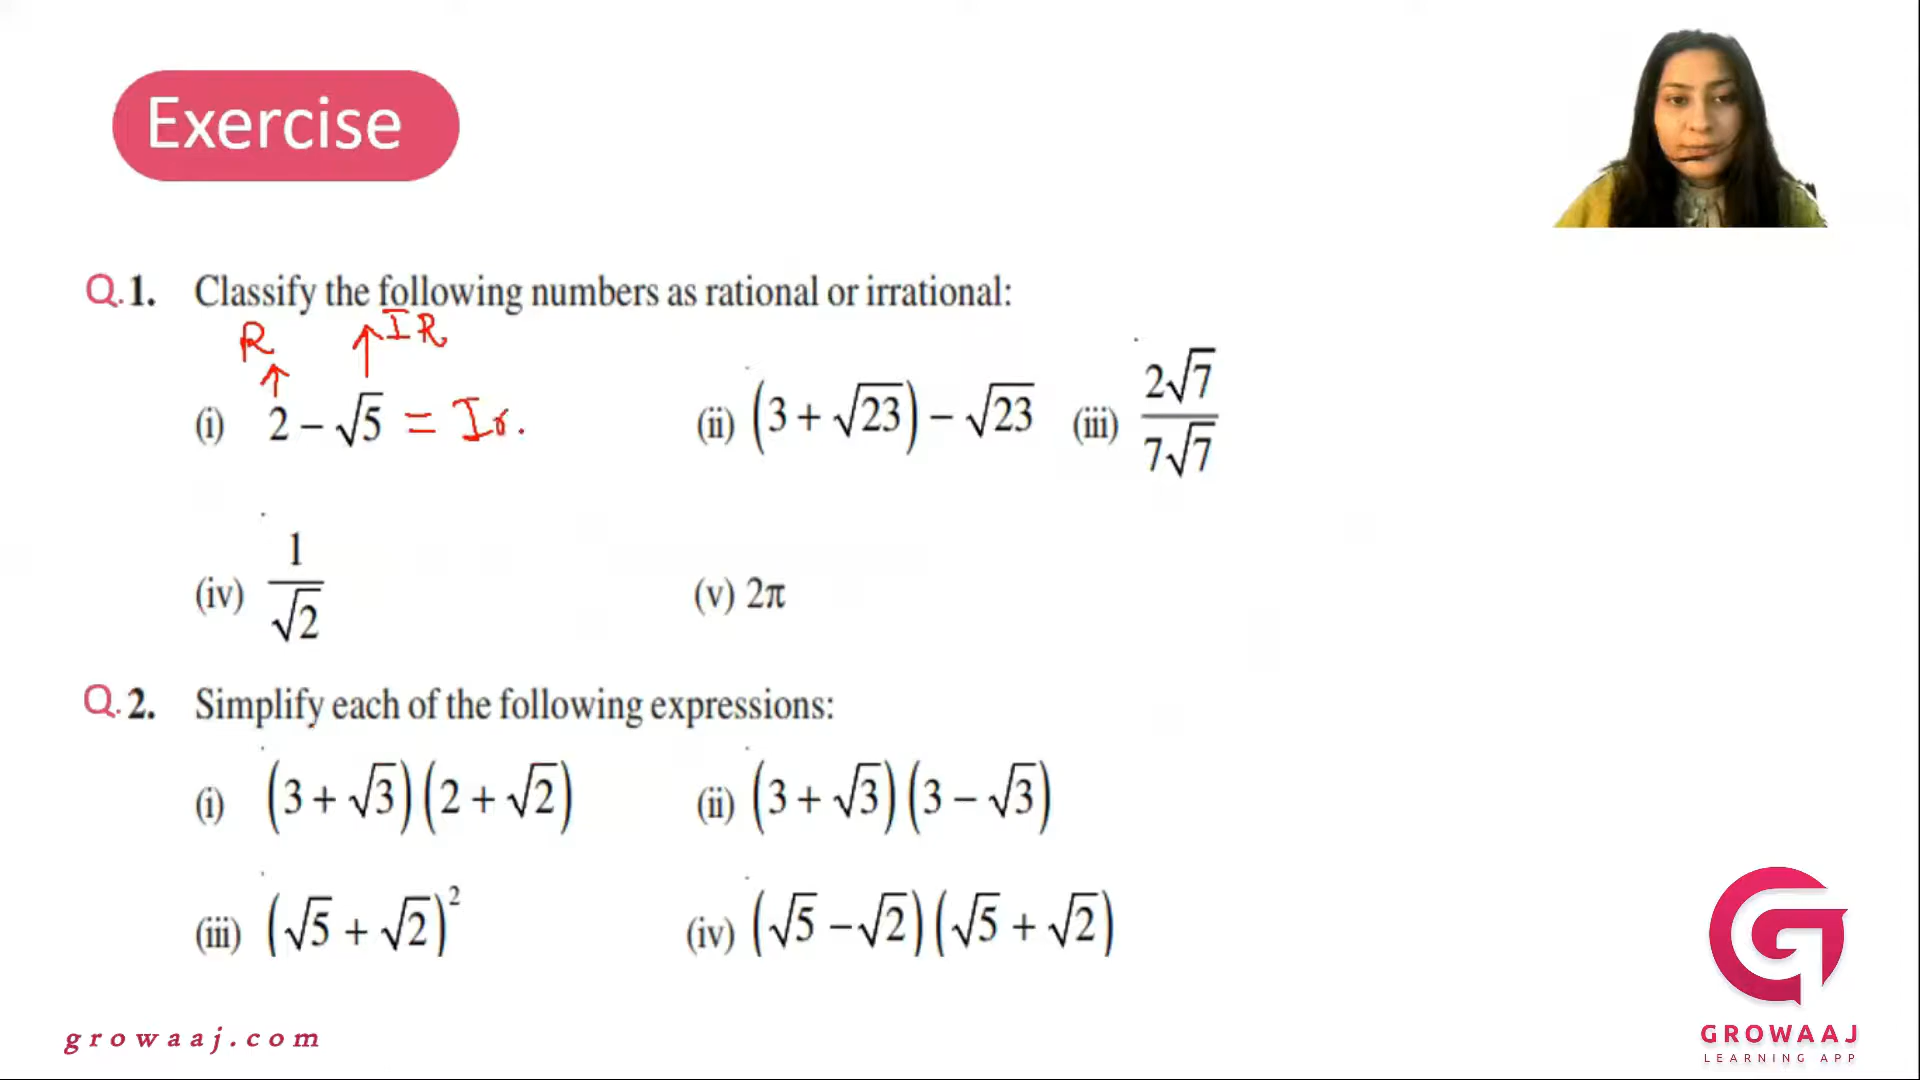 Exercise
Q.1. Classify the following numbers as rational or irrational:
R IR
(i) 2 − √5 = Ir.
(ii) (3 + √23) − √23
(iii) 2√7 / 7√7
(iv) 1 / √2
(v) 2π
Q.2. Simplify each of the following expressions:
(i) (3 + √3)(2 + √2)
(ii) (3 + √3)(3 − √3)
(iii) (√5 + √2)²
(iv) (√5 − √2)(√5 + √2)
growaaj.com
GROWAAJ
LEARNING APP